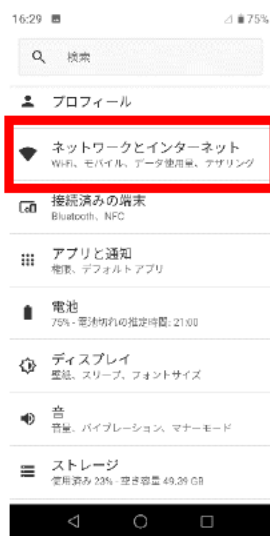 16:29
75%
検索
プロフィール
ネットワークとインターネット
Wi-Fi、モバイル、データ使用量、テザリング
接続済みの端末
Bluetooth、NFC
アプリと通知
権限、デフォルト アプリ
電池
75% - 電池切れの推定時間: 21:00
ディスプレイ
壁紙、スリープ、フォントサイズ
音
音量、バイブレーション、マナーモード
ストレージ
使用済み 23% - 空き容量 49.39 GB